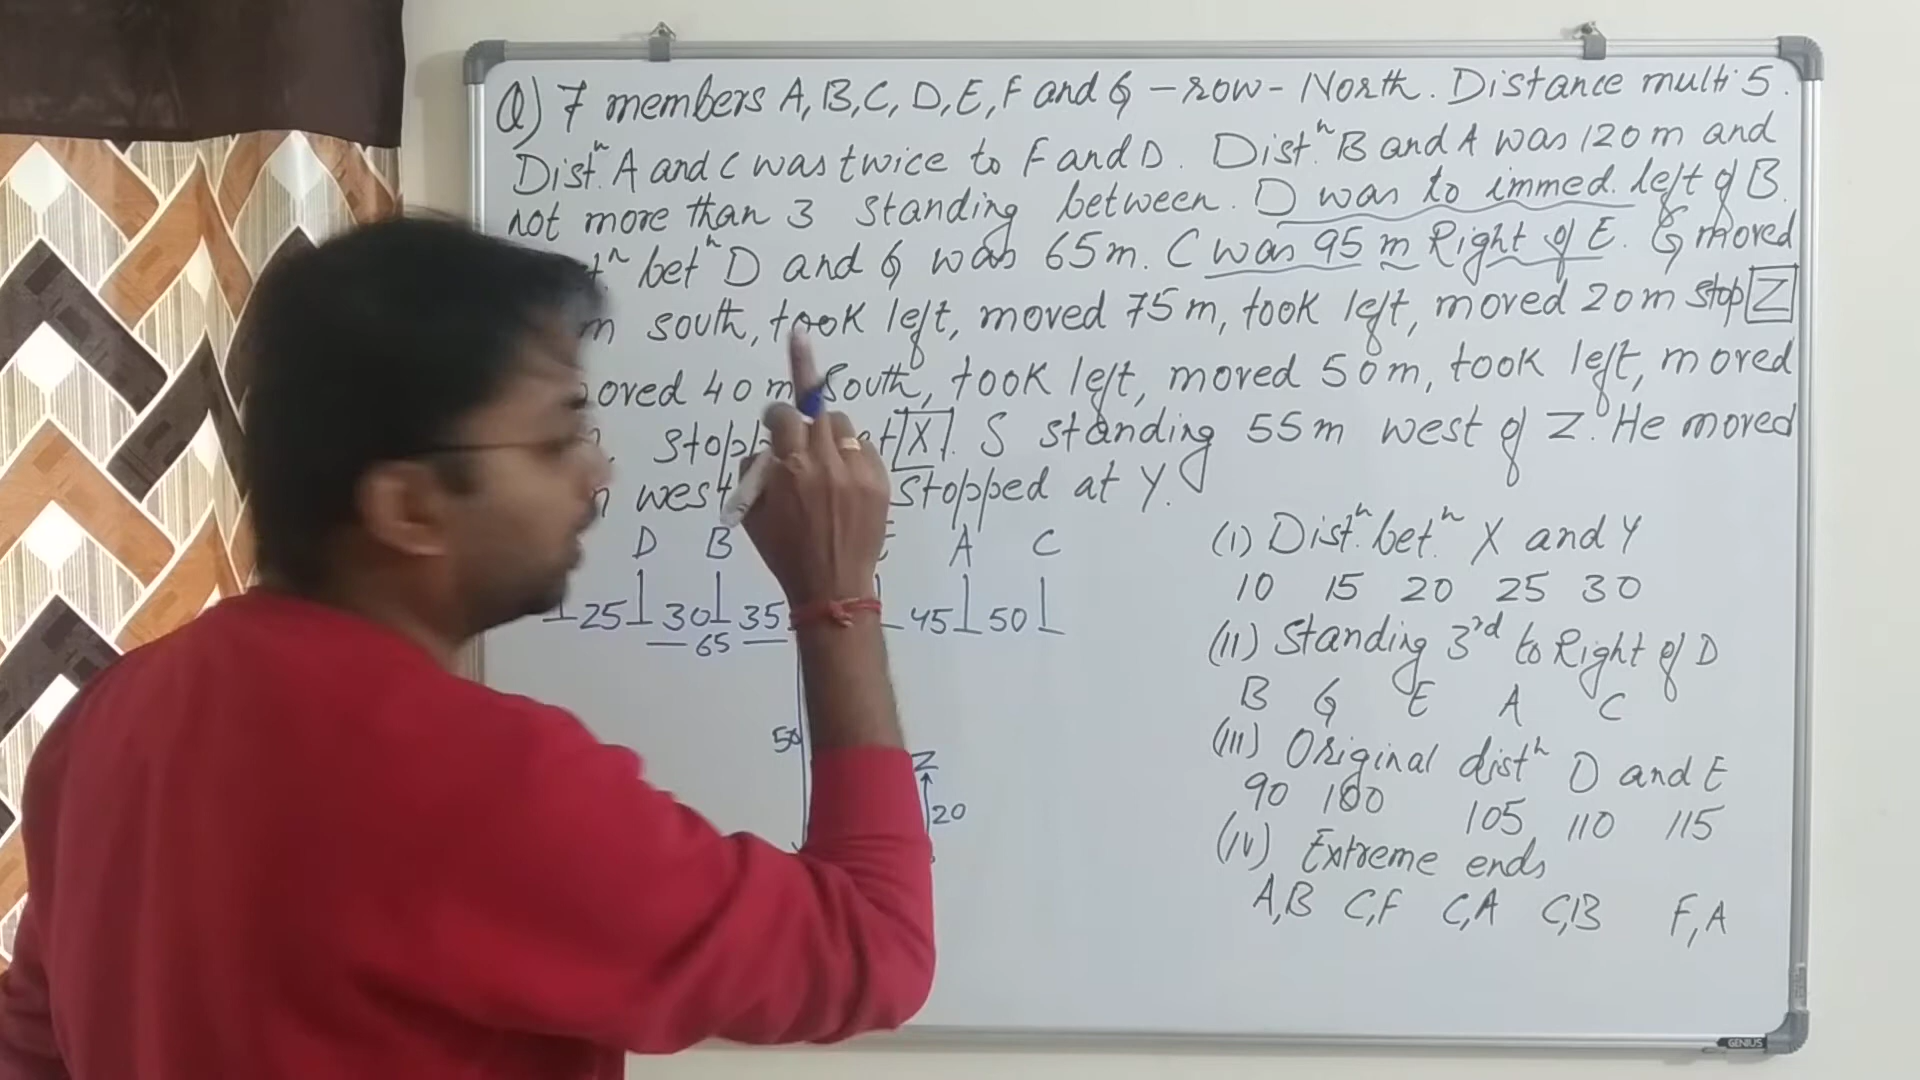 Q) 7 members A, B, C, D, E, F and G – row – North. Distance multi 5.
Distⁿ. A and C was twice to F and D. Distⁿ. B and A was 120 m and
not more than 3 standing between. D was to immed. left of B.
betⁿ D and G was 65 m. C was 95 m Right of E. G moved
m south, took left, moved 75 m, took left, moved 20 m stop Z
oved 40 m South, took left, moved 50 m, took left, moved
X. S standing 55 m west of Z. He moved
west stopped at Y.
D B A C
25 30 35 45 50
65
50
Z
20
(I) Distⁿ. betⁿ. X and Y
10 15 20 25 30
(II) Standing 3rd to Right of D
B G E A C
(III) Original distⁿ D and E
90 100 105 110 115
(IV) Extreme ends
A,B C,F C,A C,B F,A
GENIUS